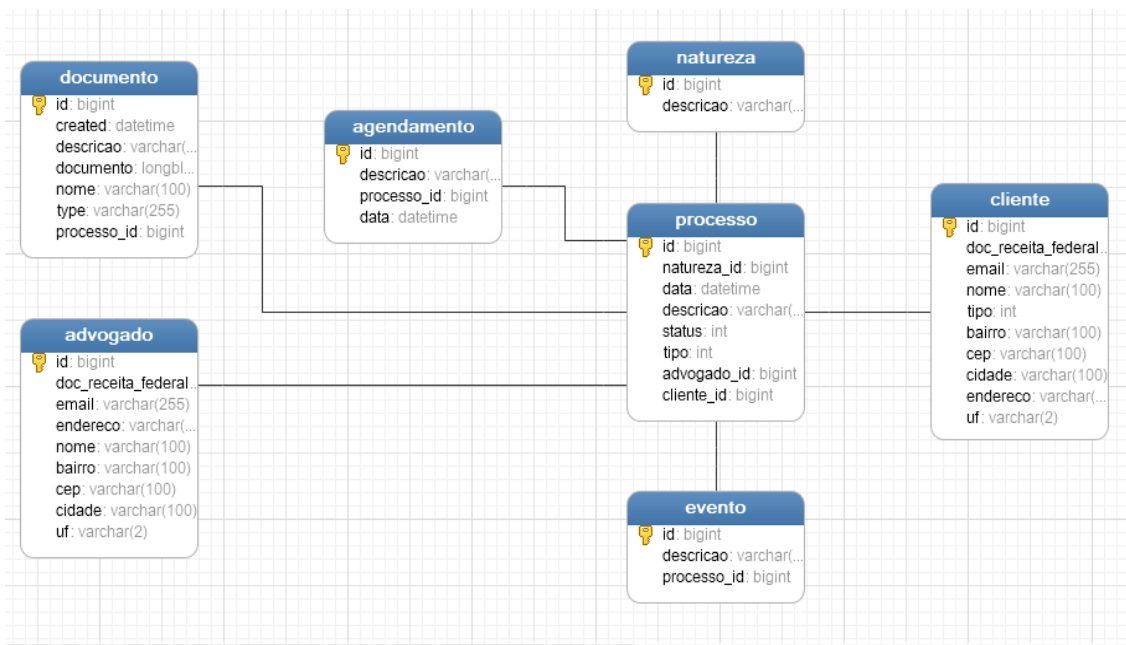 documento
id: bigint
created: datetime
descricao: varchar(...
documento: longbl...
nome: varchar(100)
type: varchar(255)
processo_id: bigint
agendamento
id: bigint
descricao: varchar(...
processo_id: bigint
data: datetime
natureza
id: bigint
descricao: varchar(...
processo
id: bigint
natureza_id: bigint
data: datetime
descricao: varchar(...
status: int
tipo: int
advogado_id: bigint
cliente_id: bigint
cliente
id: bigint
doc_receita_federal...
email: varchar(255)
nome: varchar(100)
tipo: int
bairro: varchar(100)
cep: varchar(100)
cidade: varchar(100)
endereco: varchar(...
uf: varchar(2)
advogado
id: bigint
doc_receita_federal...
email: varchar(255)
endereco: varchar(...
nome: varchar(100)
bairro: varchar(100)
cep: varchar(100)
cidade: varchar(100)
uf: varchar(2)
evento
id: bigint
descricao: varchar(...
processo_id: bigint